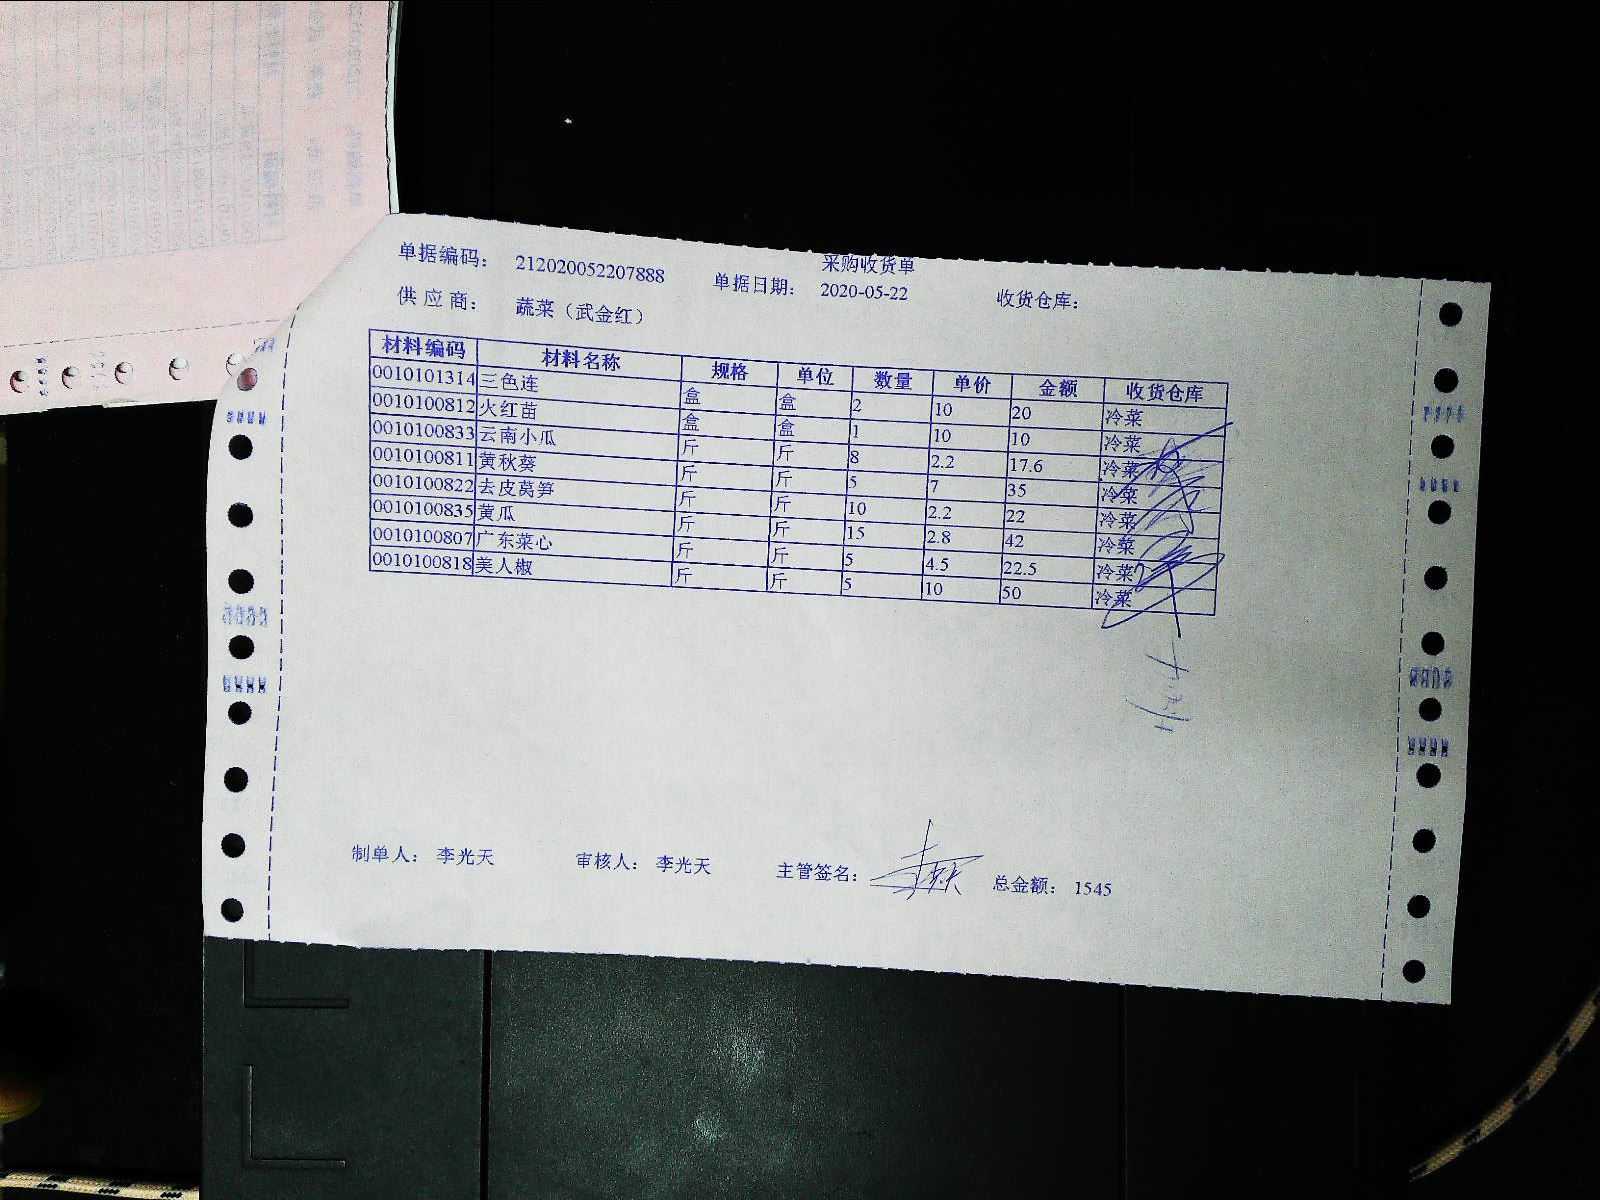 采购收货单
单据编码： 212020052207888 单据日期： 2020-05-22 收货仓库：
供应商： 蔬菜（武金红）
材料编码 材料名称 规格 单位 数量 单价 金额 收货仓库
0010101314 三色连 盒 盒 2 10 20 冷菜
0010100812 火红苗 盒 盒 1 10 10 冷菜
0010100833 云南小瓜 斤 斤 8 2.2 17.6 冷菜
0010100811 黄秋葵 斤 斤 5 7 35 冷菜
0010100822 去皮莴笋 斤 斤 10 2.2 22 冷菜
0010100835 黄瓜 斤 斤 15 2.8 42 冷菜
0010100807 广东菜心 斤 斤 5 4.5 22.5 冷菜
0010100818 美人椒 斤 斤 5 10 50 冷菜
制单人： 李光天 审核人： 李光天 主管签名： 总金额： 1545